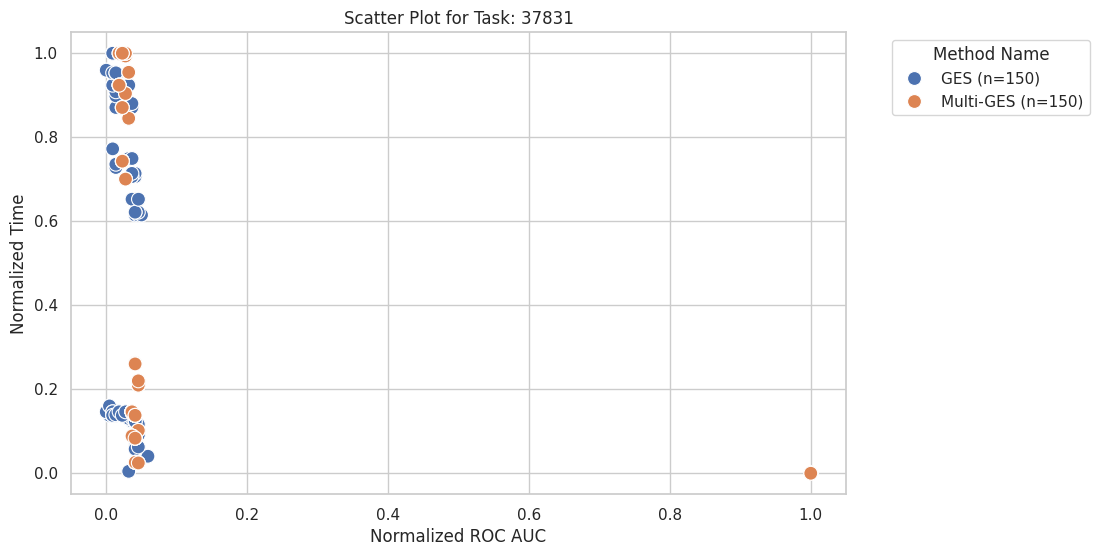 Scatter Plot for Task: 37831
Method Name
GES (n=150)
Multi-GES (n=150)
Normalized Time
1.0
0.8
0.6
0.4
0.2
0.0
0.0 0.2 0.4 0.6 0.8 1.0
Normalized ROC AUC